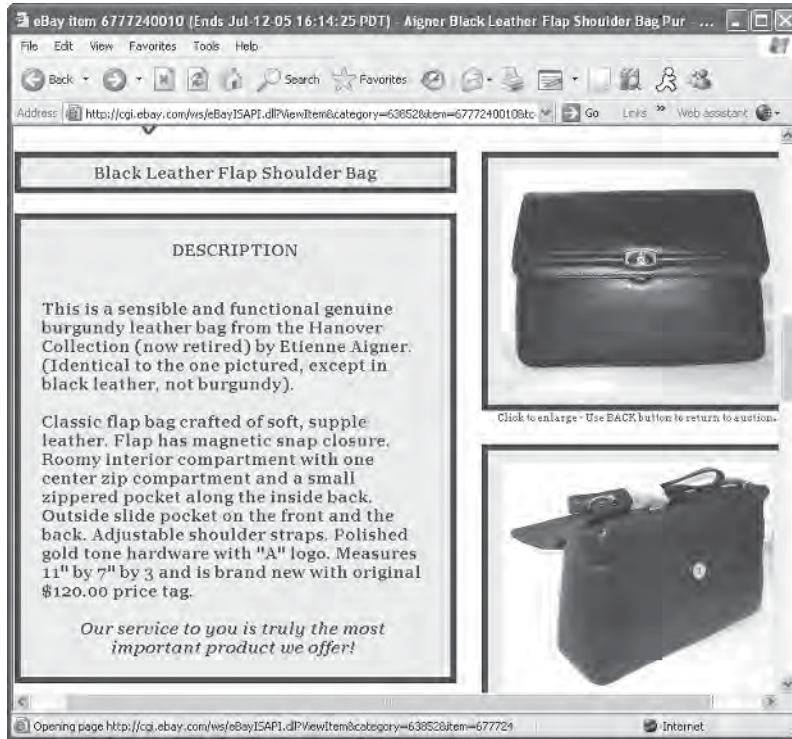 eBay item 6777240010 (Ends Jul-12-05 16:14:25 PDT) - Aigner Black Leather Flap Shoulder Bag Pur - ...
File Edit View Favorites Tools Help
Back Search Favorites
Address http://cgi.ebay.com/ws/eBayISAPI.dll?ViewItem&category=63852&item=6777240010&tc Go Links » Web assistant
Black Leather Flap Shoulder Bag
DESCRIPTION
This is a sensible and functional genuine
burgundy leather bag from the Hanover
Collection (now retired) by Etienne Aigner.
(Identical to the one pictured, except in
black leather, not burgundy).
Classic flap bag crafted of soft, supple
leather. Flap has magnetic snap closure.
Roomy interior compartment with one
center zip compartment and a small
zippered pocket along the inside back.
Outside slide pocket on the front and the
back. Adjustable shoulder straps. Polished
gold tone hardware with "A" logo. Measures
11" by 7" by 3 and is brand new with original
$120.00 price tag.
Our service to you is truly the most
important product we offer!
Click to enlarge - Use BACK button to return to auction.
Opening page http://cgi.ebay.com/ws/eBayISAPI.dll?ViewItem&category=63852&item=677724 Internet